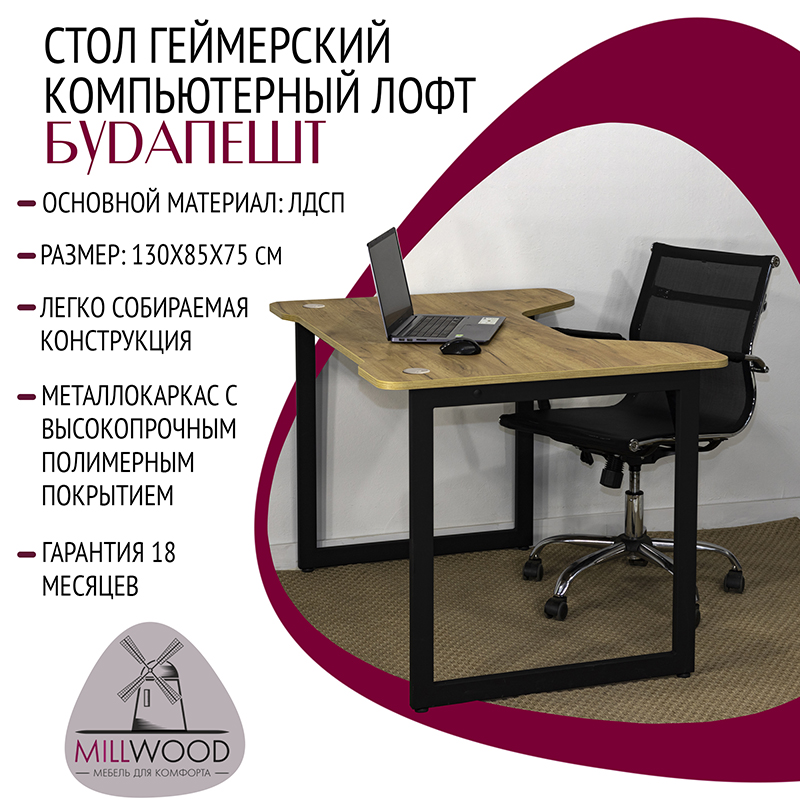 СТОЛ ГЕЙМЕРСКИЙ
КОМПЬЮТЕРНЫЙ ЛОФТ
БУДАПЕШТ
– ОСНОВНОЙ МАТЕРИАЛ: ЛДСП
– РАЗМЕР: 130Х85Х75 СМ
– ЛЕГКО СОБИРАЕМАЯ
КОНСТРУКЦИЯ
– МЕТАЛЛОКАРКАС С
ВЫСОКОПРОЧНЫМ
ПОЛИМЕРНЫМ
ПОКРЫТИЕМ
– ГАРАНТИЯ 18
МЕСЯЦЕВ
MILLWOOD
МЕБЕЛЬ ДЛЯ КОМФОРТА